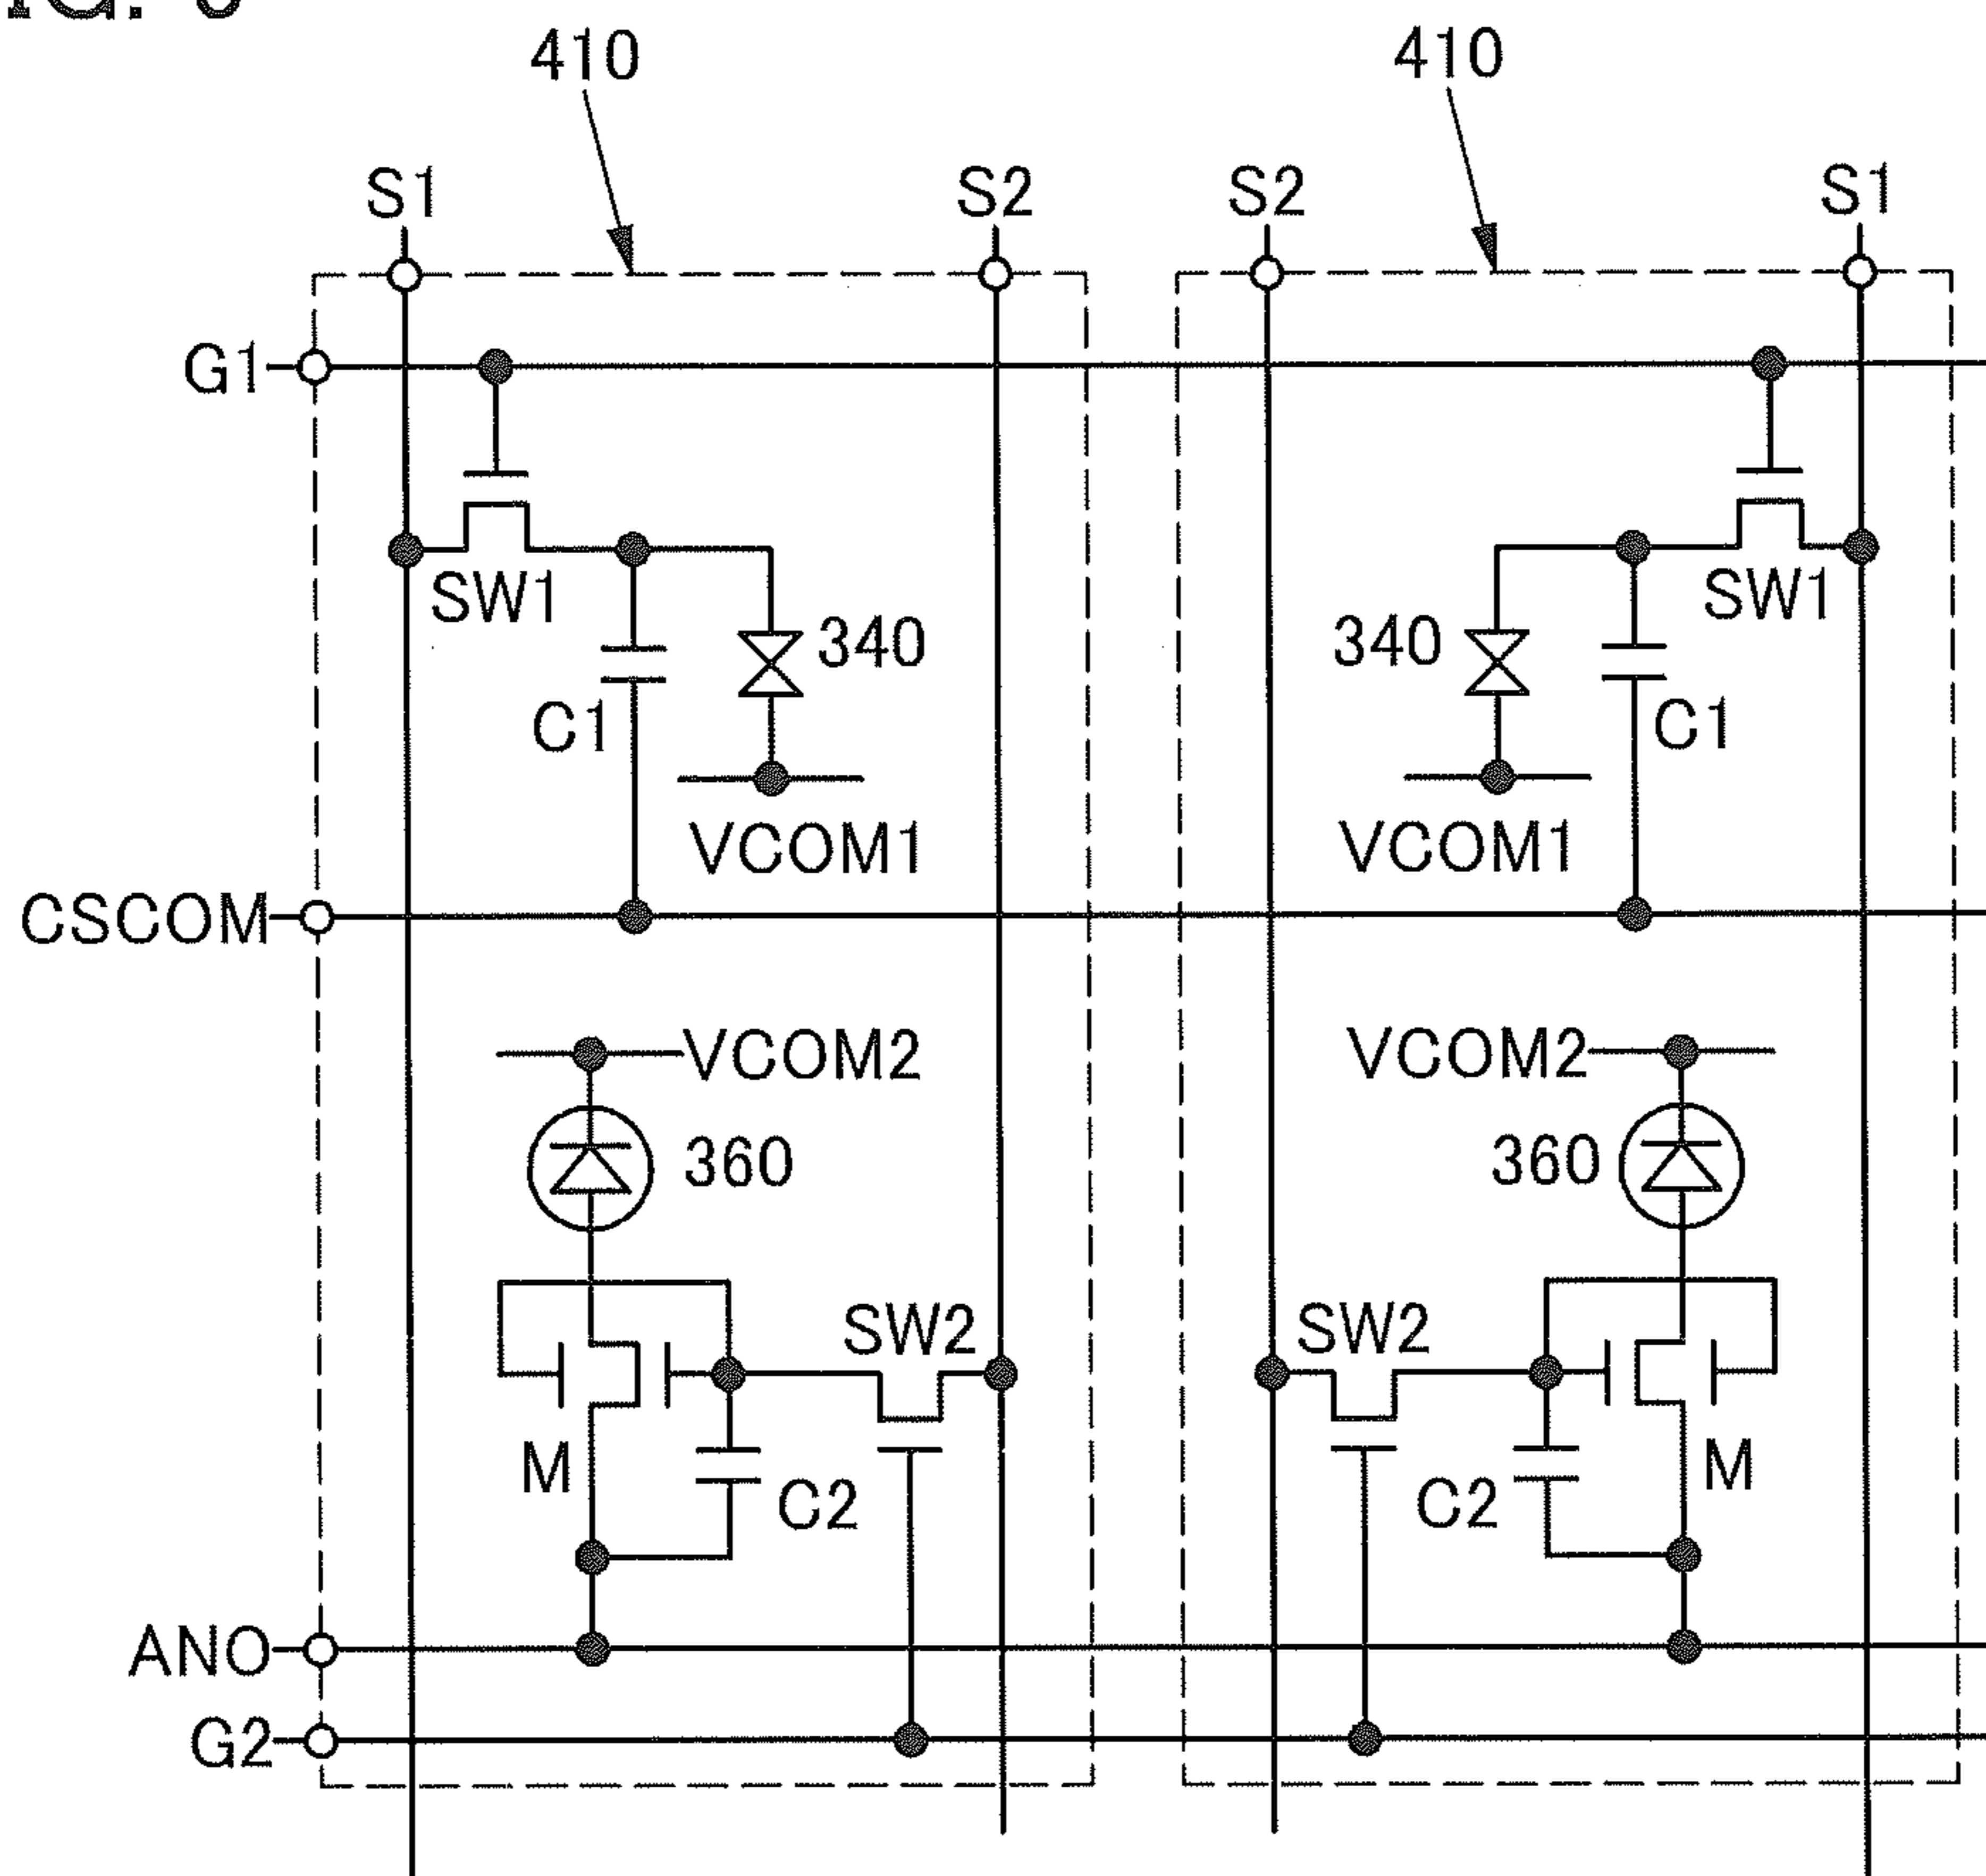 410 410
S1 S2 S2 S1
G1
SW1 SW1
340 340
C1 C1
VCOM1 VCOM1
CSCOM
VCOM2 VCOM2
360 360
SW2 SW2
M M
C2 C2
ANO
G2